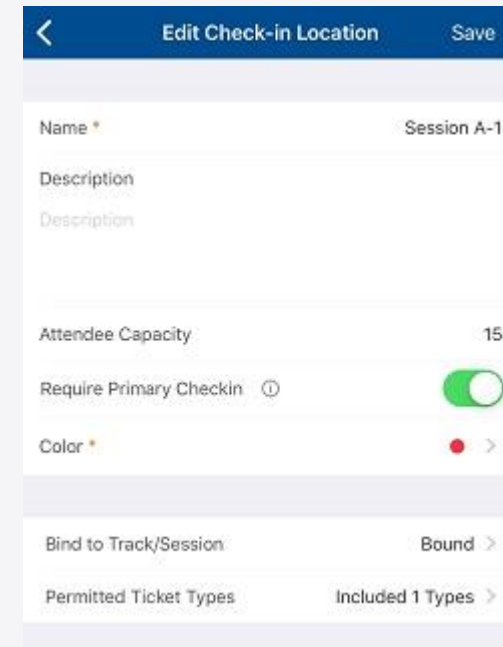 Edit Check-in Location Save
Name * Session A-1
Description
Description
Attendee Capacity 15
Require Primary Checkin ⓘ
Color *
Bind to Track/Session Bound >
Permitted Ticket Types Included 1 Types >